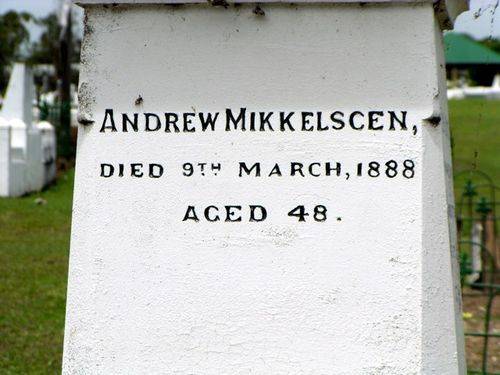 ANDREW MIKKELSCEN,
DIED 9TH MARCH, 1888
AGED 48.